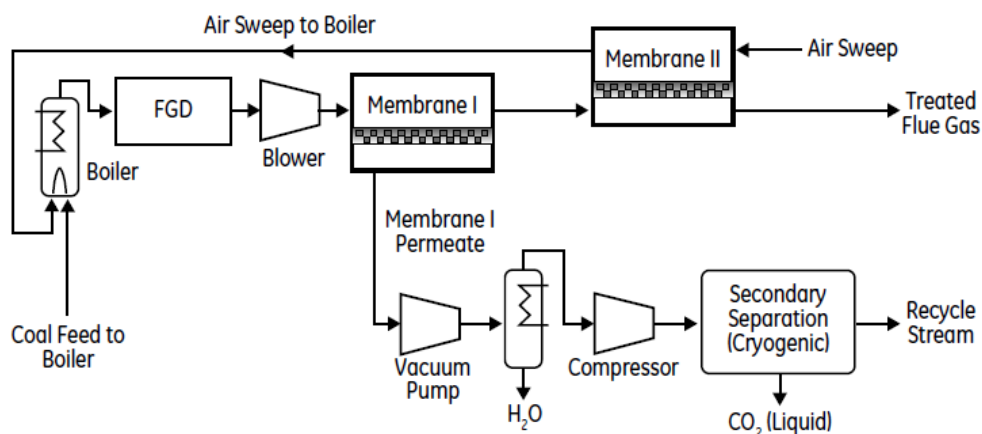 Air Sweep to Boiler
Membrane II
Air Sweep
FGD
Membrane I
Treated
Flue Gas
Blower
Boiler
Membrane I
Permeate
Coal Feed to
Boiler
Vacuum
Pump
H₂O
Compressor
Secondary
Separation
(Cryogenic)
Recycle
Stream
CO₂ (Liquid)